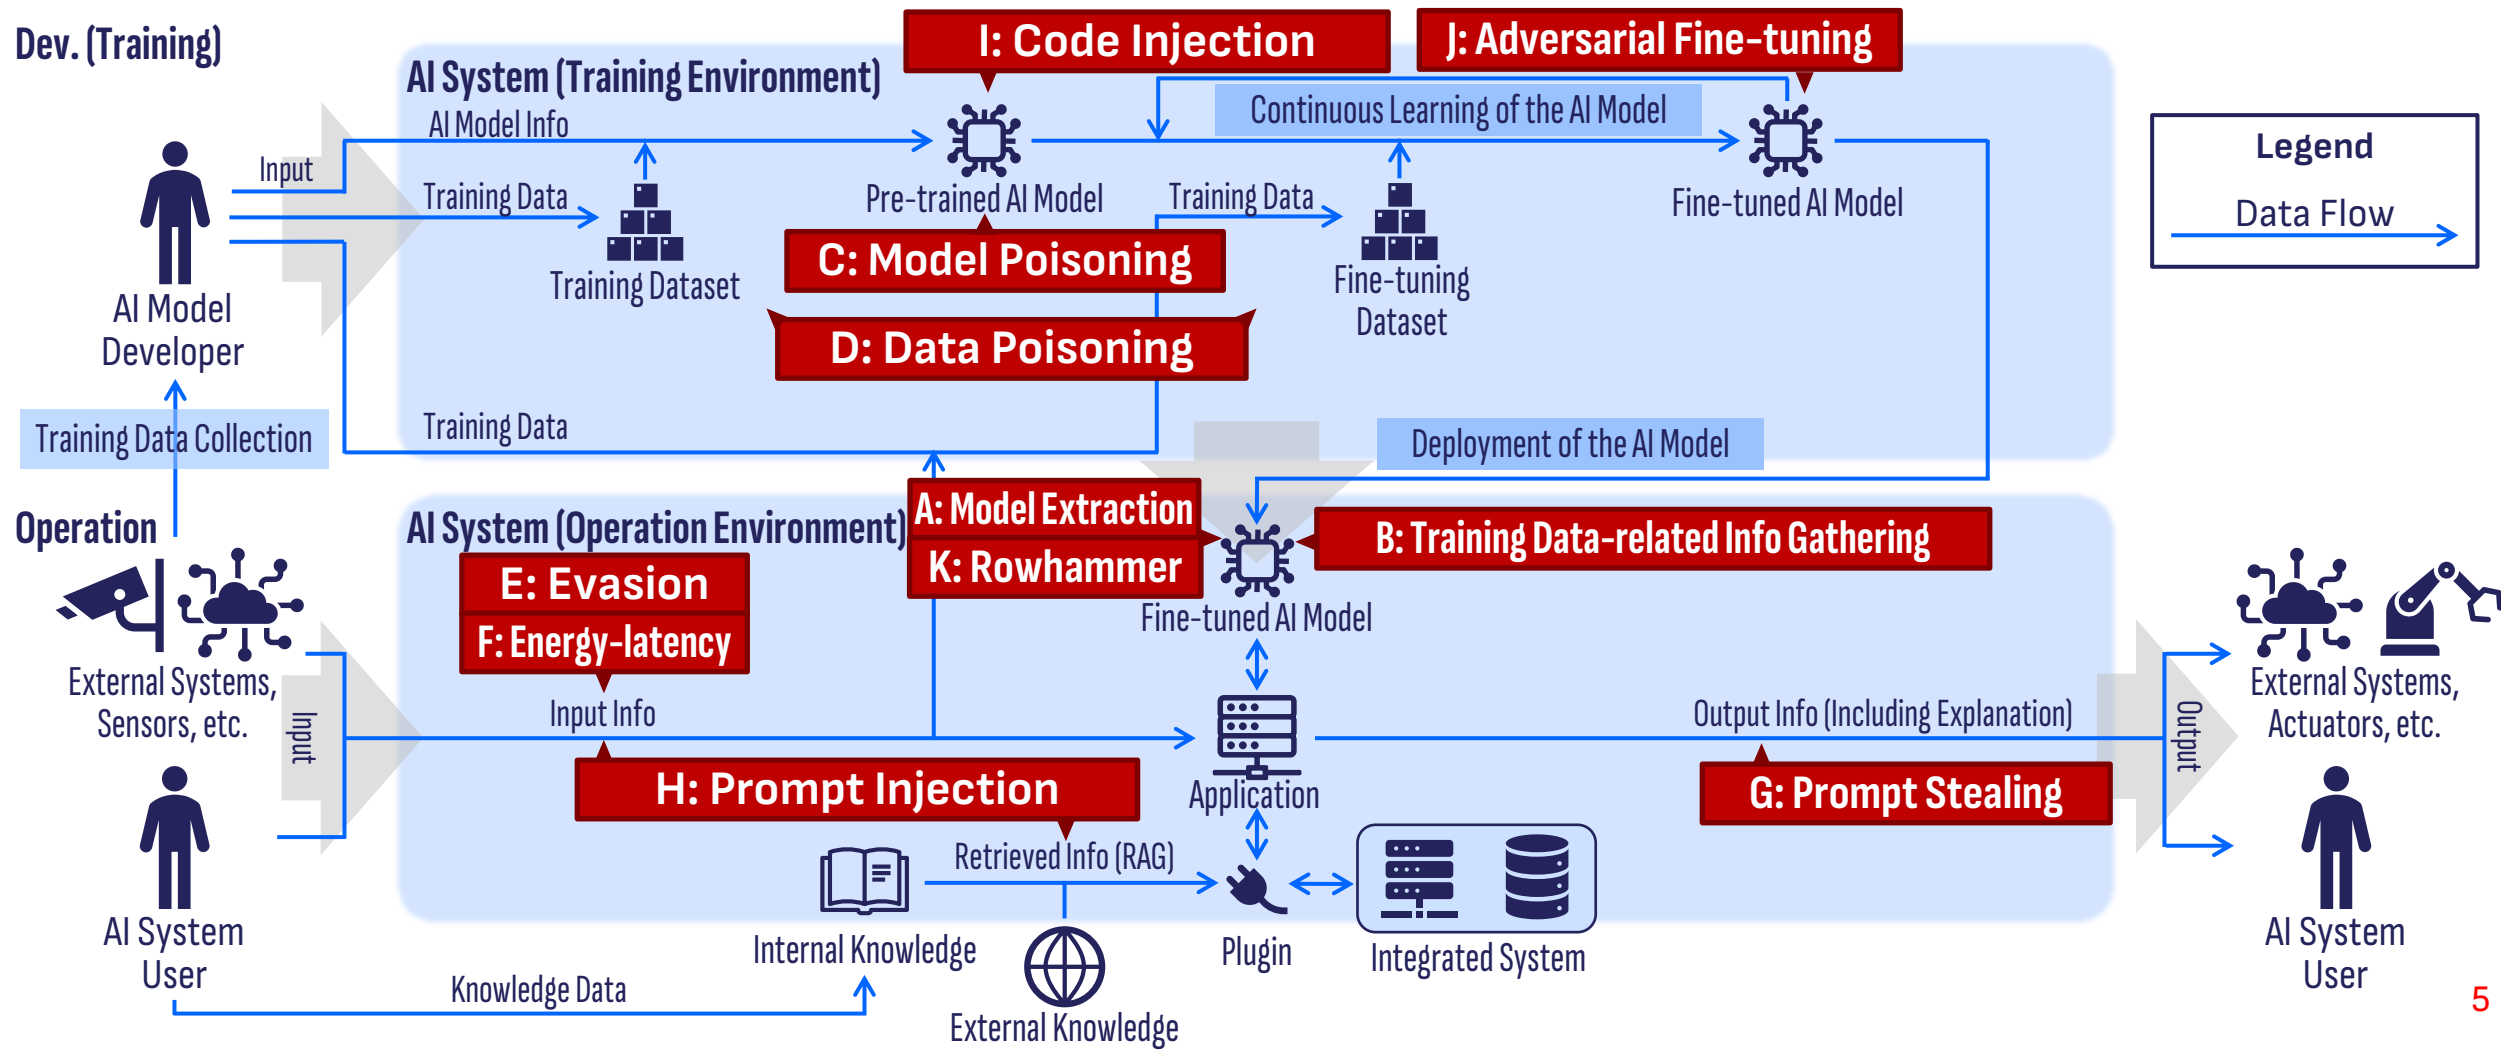 Dev. (Training)
I: Code Injection
J: Adversarial Fine-tuning
AI System (Training Environment)
AI Model Info
Continuous Learning of the AI Model
Legend
Data Flow
Input
Training Data
Pre-trained AI Model
Training Data
Fine-tuned AI Model
C: Model Poisoning
Training Dataset
Fine-tuning
Dataset
AI Model
Developer
D: Data Poisoning
Training Data Collection
Training Data
Deployment of the AI Model
Operation
AI System (Operation Environment)
A: Model Extraction
K: Rowhammer
B: Training Data-related Info Gathering
E: Evasion
F: Energy-latency
Fine-tuned AI Model
External Systems,
Sensors, etc.
Input
Input Info
Output Info (Including Explanation)
Output
External Systems,
Actuators, etc.
H: Prompt Injection
Application
G: Prompt Stealing
Retrieved Info (RAG)
AI System
User
Internal Knowledge
Plugin
Integrated System
AI System
User
Knowledge Data
External Knowledge
5